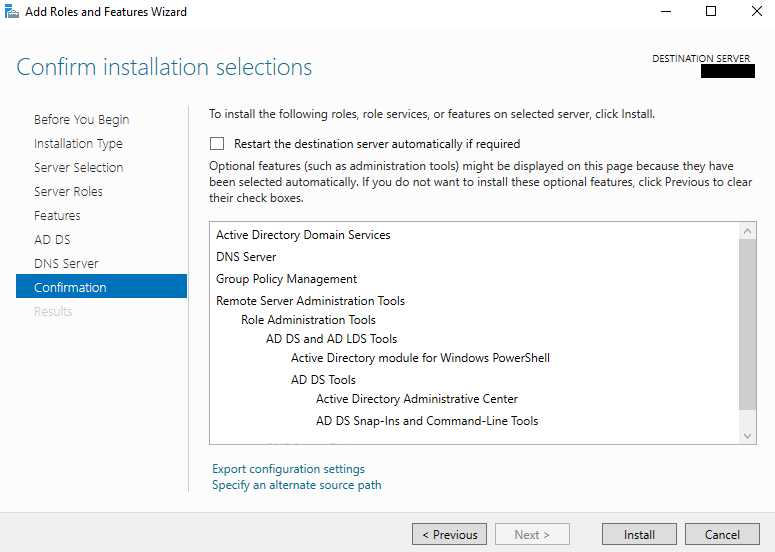 Add Roles and Features Wizard
Confirm installation selections
DESTINATION SERVER
Before You Begin
Installation Type
Server Selection
Server Roles
Features
AD DS
DNS Server
Confirmation
Results
To install the following roles, role services, or features on selected server, click Install.
Restart the destination server automatically if required
Optional features (such as administration tools) might be displayed on this page because they have
been selected automatically. If you do not want to install these optional features, click Previous to clear
their check boxes.
Active Directory Domain Services
DNS Server
Group Policy Management
Remote Server Administration Tools
Role Administration Tools
AD DS and AD LDS Tools
Active Directory module for Windows PowerShell
AD DS Tools
Active Directory Administrative Center
AD DS Snap-Ins and Command-Line Tools
Export configuration settings
Specify an alternate source path
< Previous
Next >
Install
Cancel